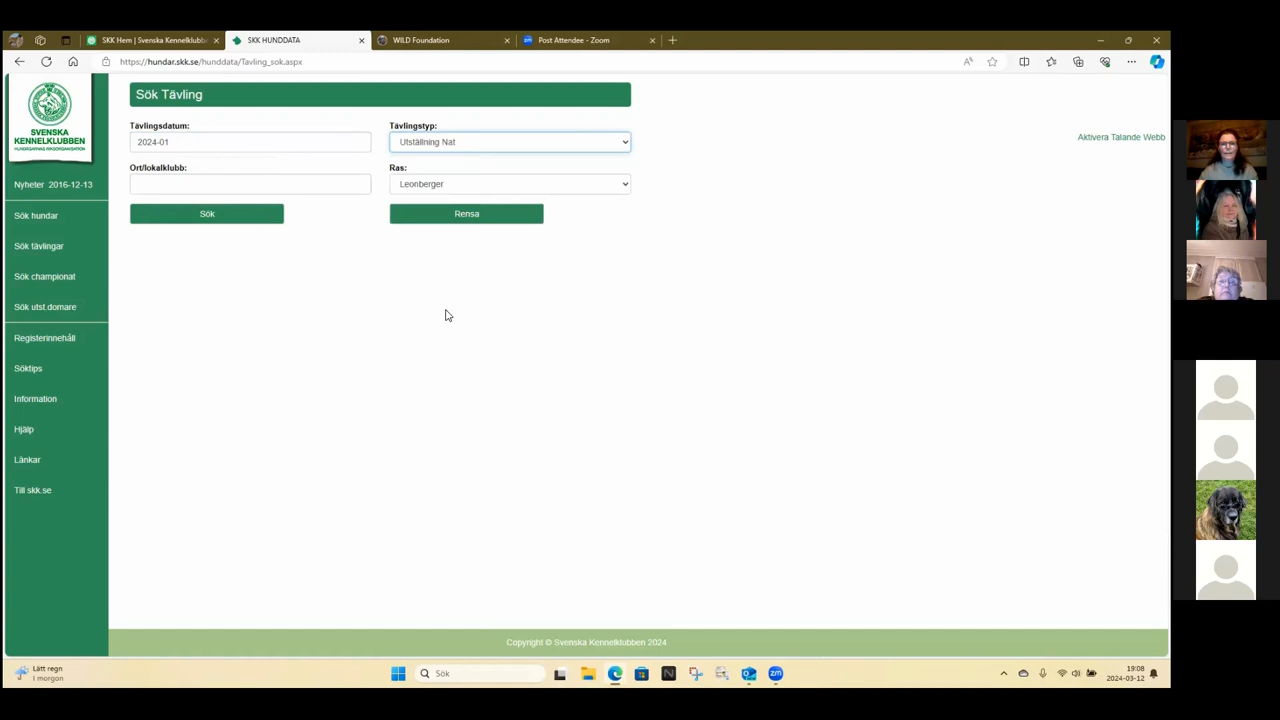 SKK Hem | Svenska Kennelklubbe
SKK HUNDDATA
WILD Foundation
Post Attendee - Zoom
https://hundar.skk.se/hunddata/Tavling_sok.aspx
SVENSKA
KENNELKLUBBEN
Sök Tävling
Tävlingsdatum:
Tävlingstyp:
2024-01
Utställning Nat
Aktivera Talande Webb
Ort/lokalklubb:
Ras:
Leonberger
Sök
Rensa
Nyheter 2016-12-13
Sök hundar
Sök tävlingar
Sök championat
Sök utst.domare
Registerinnehåll
Söktips
Information
Hjälp
Länkar
Till skk.se
Copyright © Svenska Kennelklubben 2024
Lätt regn
I morgon
Sök
19:08
2024-03-12